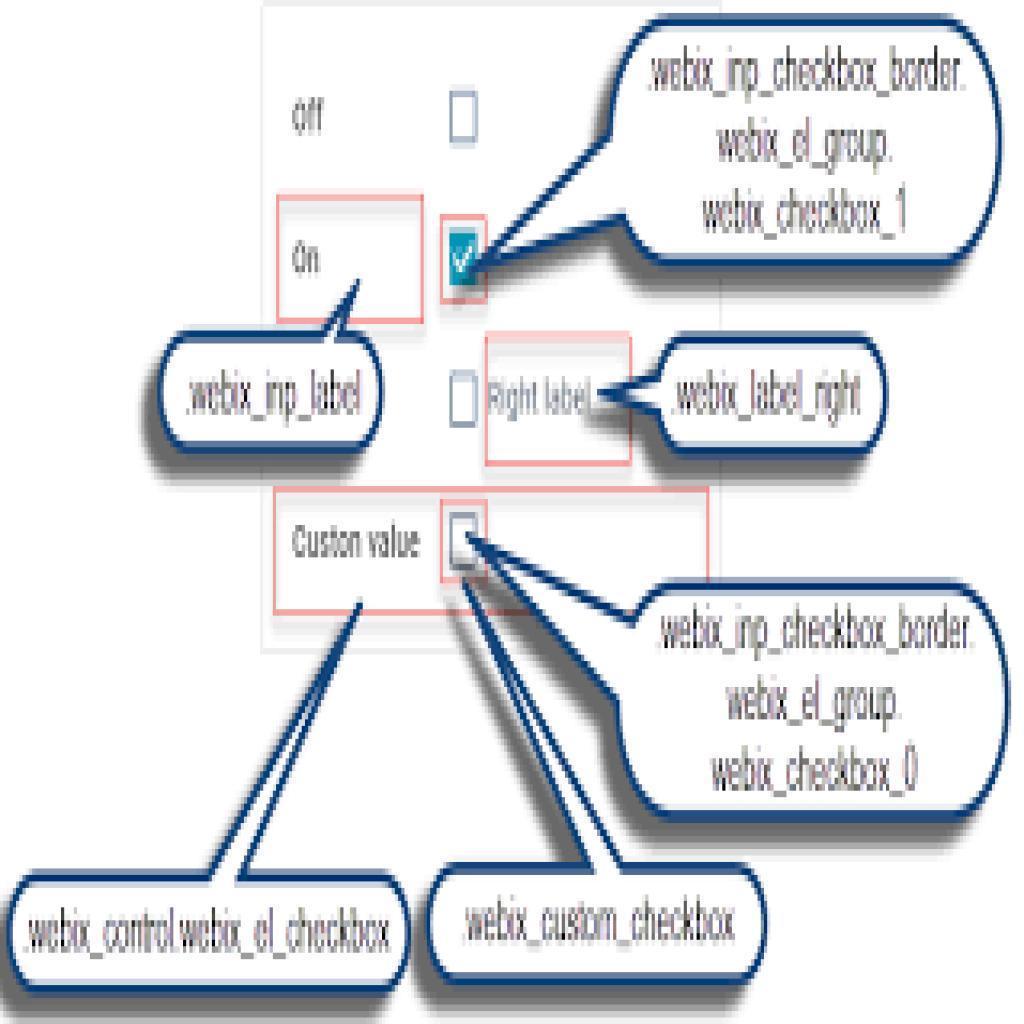 .webix_inp_checkbox_border.
webix_el_group.
webix_checkbox_1
Off
On
.webix_inp_label
Right label
.webix_label_right
Custon value
.webix_inp_checkbox_border.
webix_el_group.
webix_checkbox_0
.webix_control.webix_el_checkbox
.webix_custom_checkbox